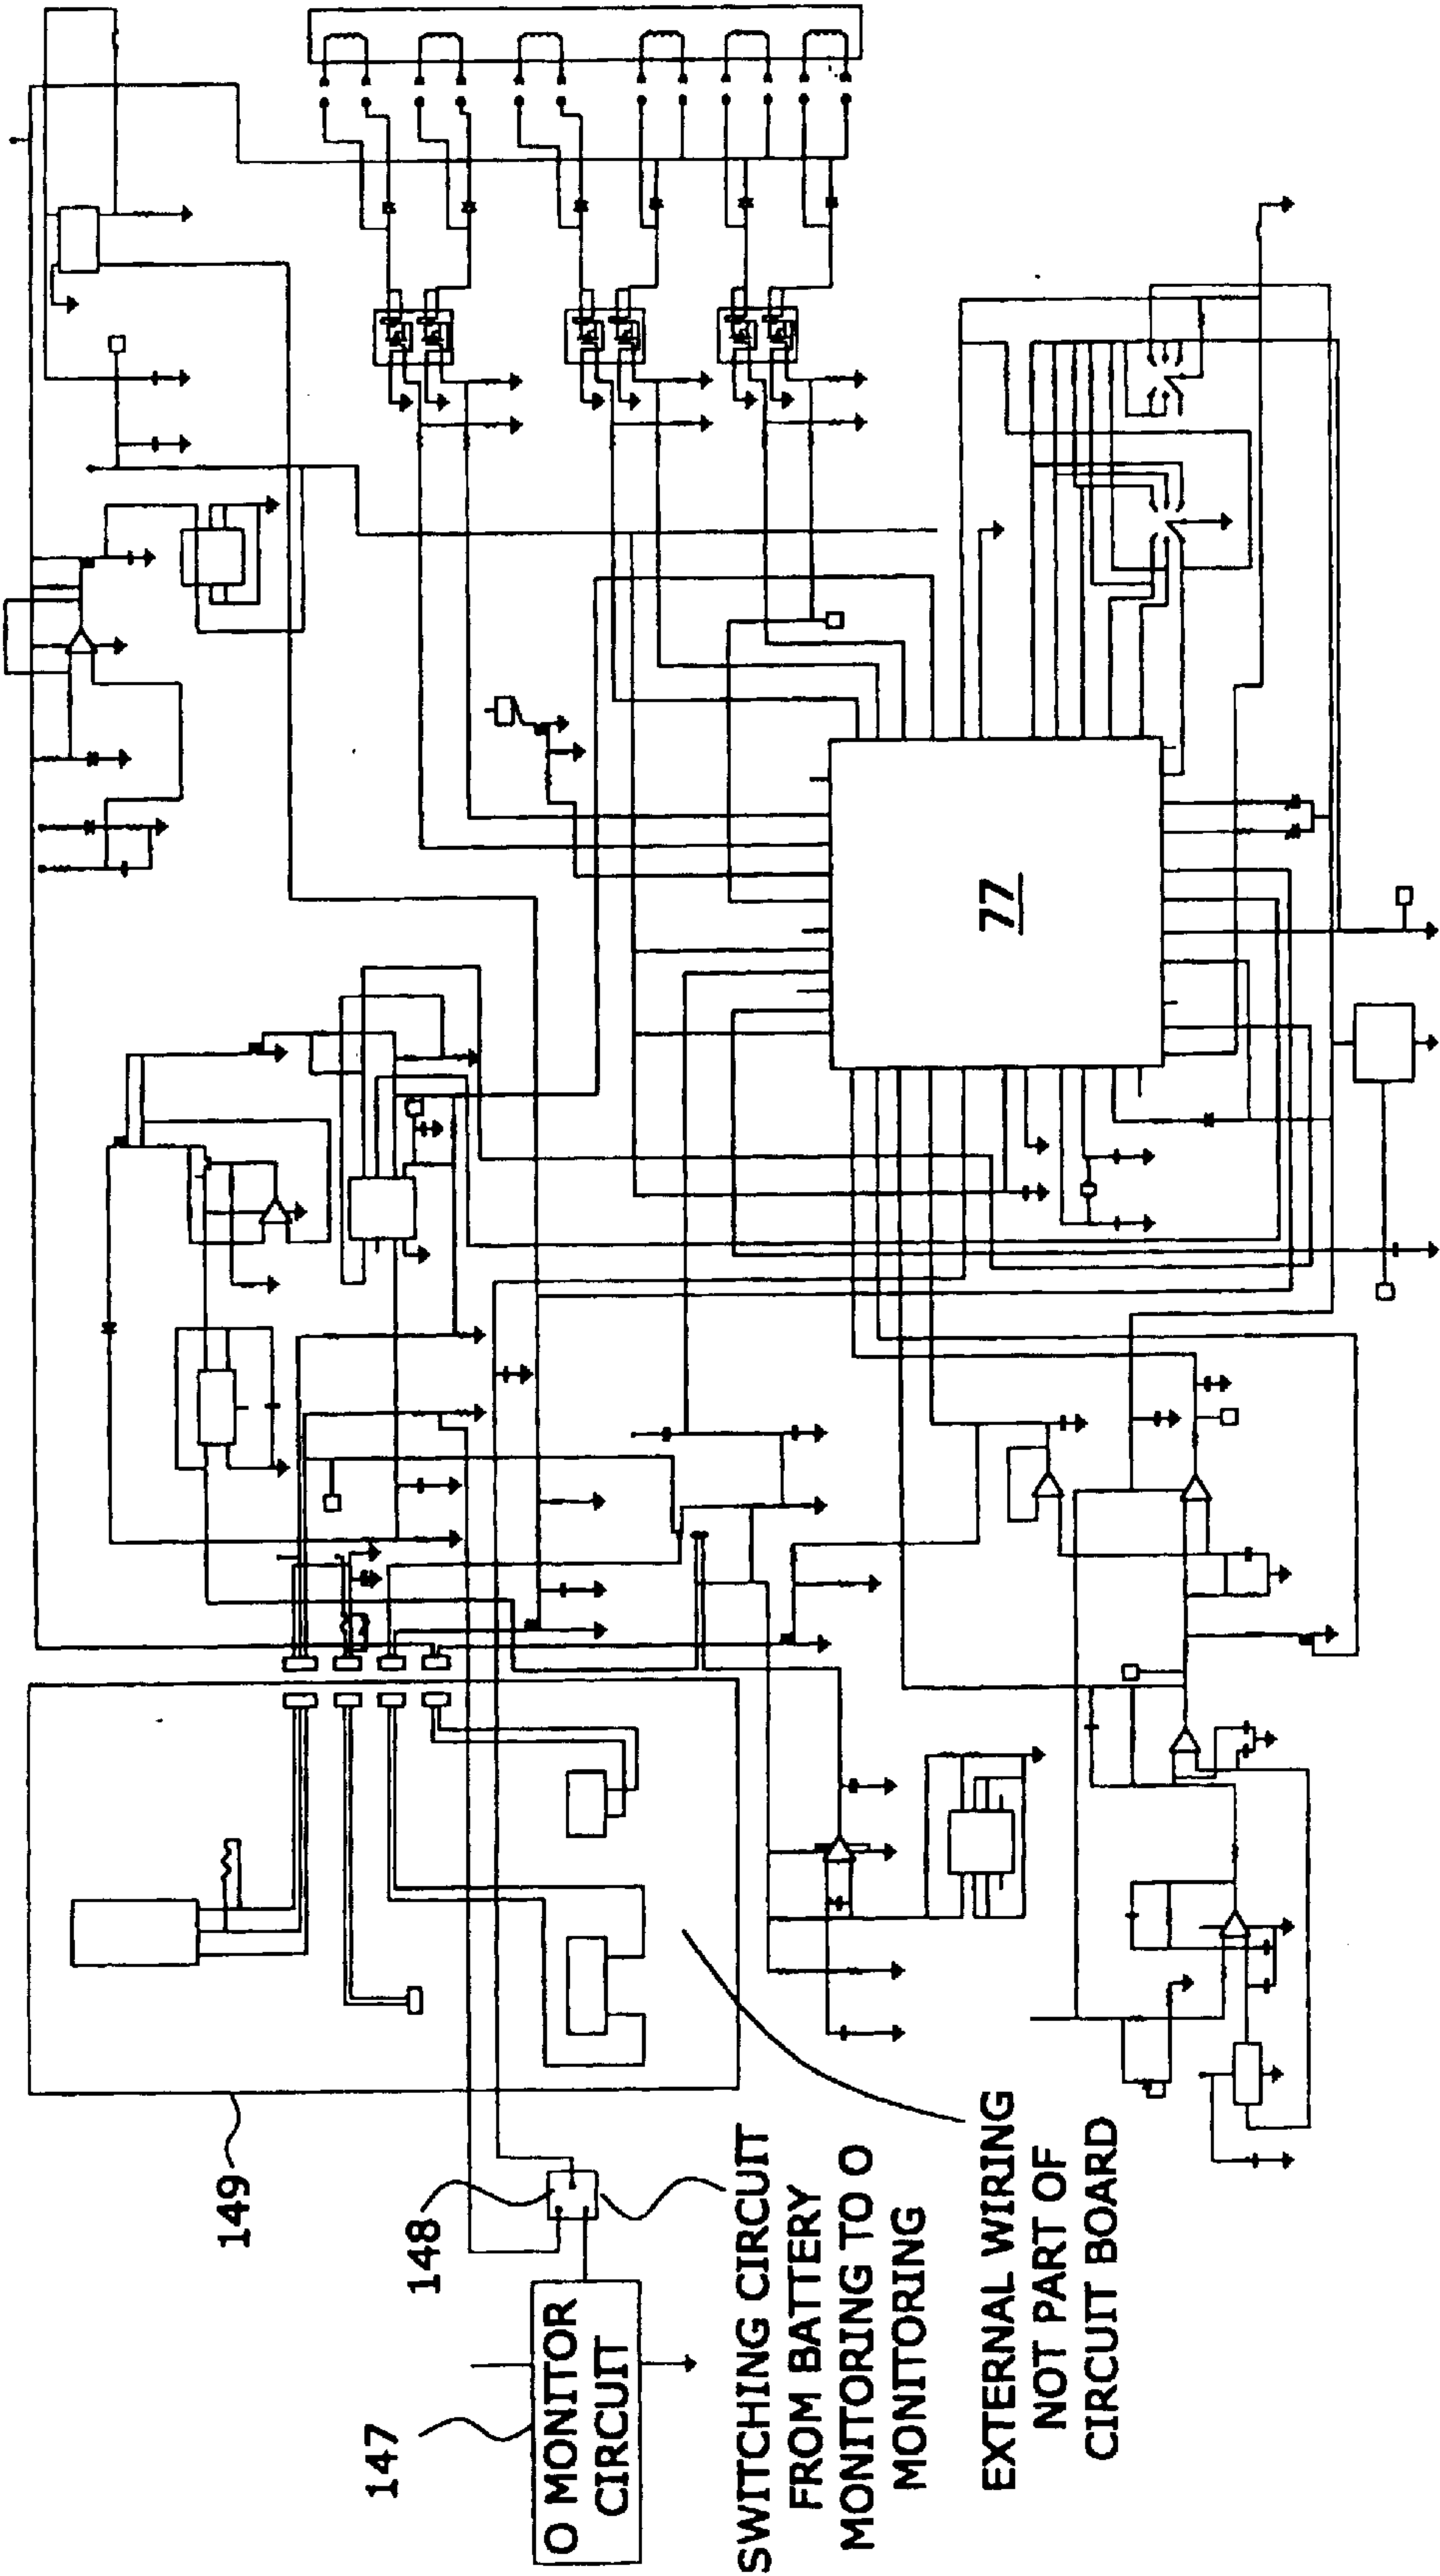 77
149
148
147
O MONITOR
CIRCUIT
SWITCHING CIRCUIT
FROM BATTERY
MONITORING TO O
MONITORING
EXTERNAL WIRING
NOT PART OF
CIRCUIT BOARD